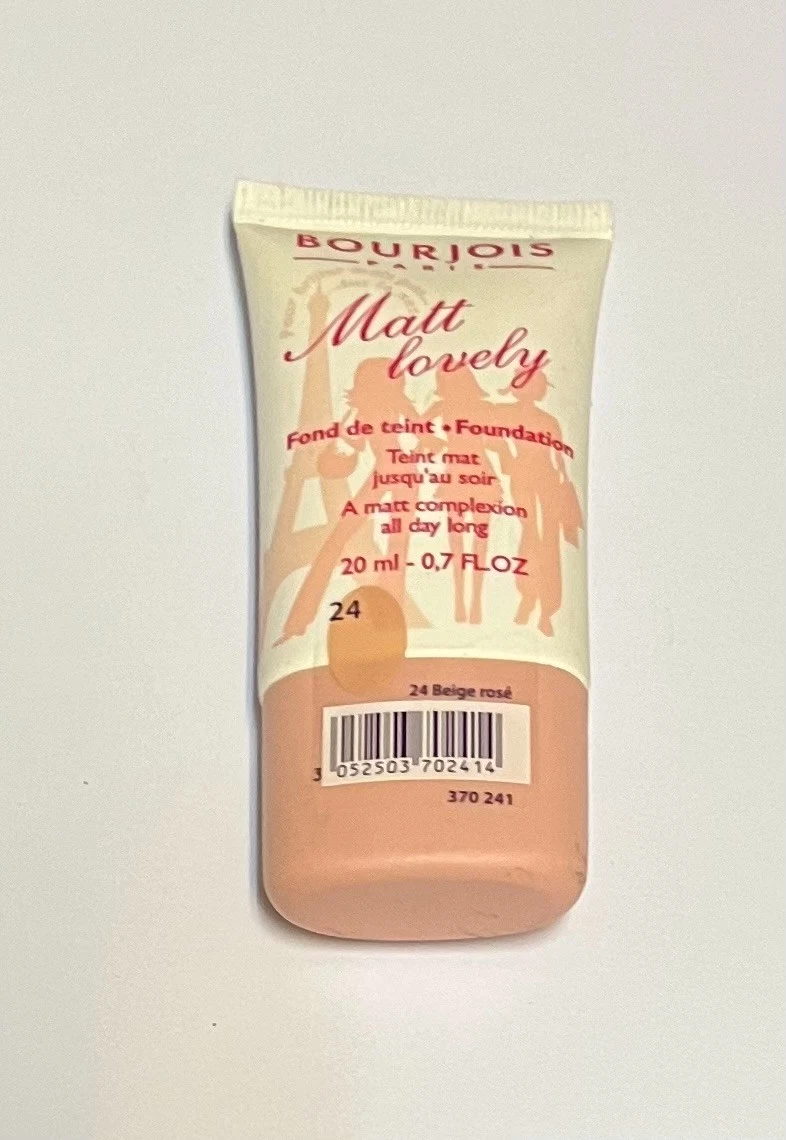 BOURJOIS
PARIS
Matt
lovely
Fond de teint • Foundation
Teint mat
jusqu'au soir
A matt complexion
all day long
20 ml - 0,7 FL.OZ
24
24 Beige rosé
3 052503 702414
370 241